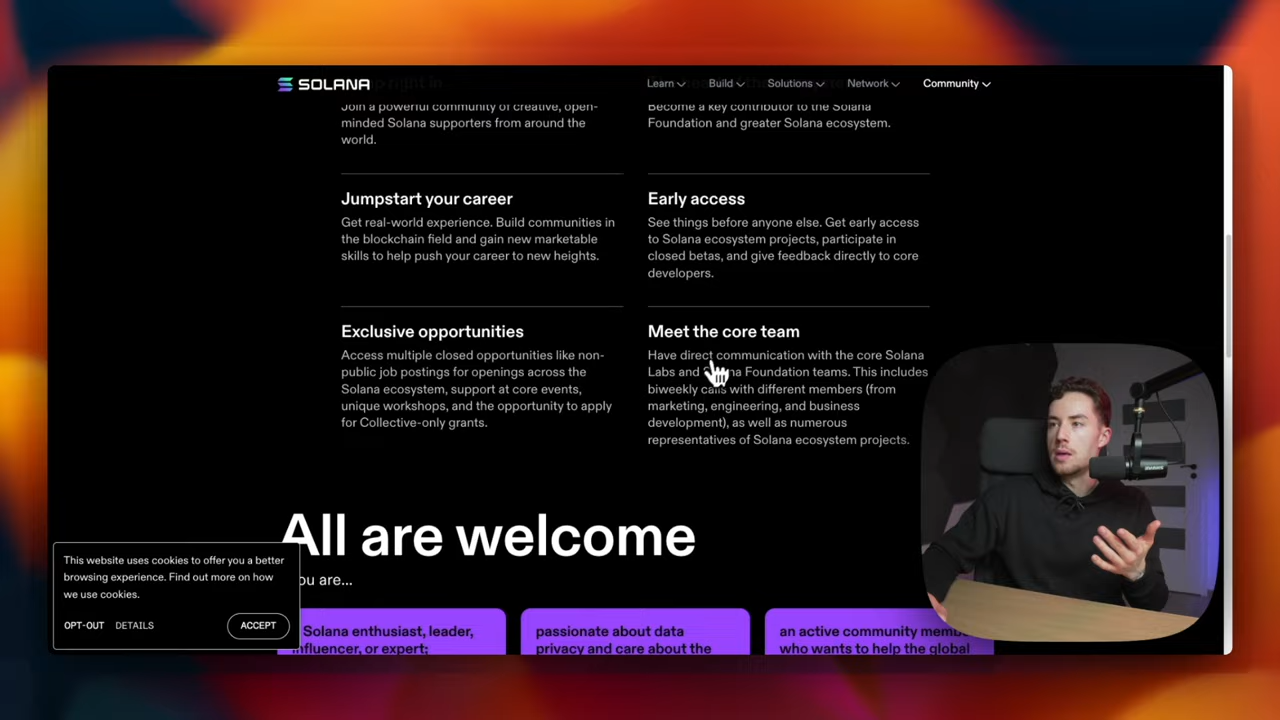 SOLANA
Learn
Build
Solutions
Network
Community
Join a powerful community of creative, open-
minded Solana supporters from around the
world.
Become a key contributor to the Solana
Foundation and greater Solana ecosystem.
Jumpstart your career
Get real-world experience. Build communities in
the blockchain field and gain new marketable
skills to help push your career to new heights.
Early access
See things before anyone else. Get early access
to Solana ecosystem projects, participate in
closed betas, and give feedback directly to core
developers.
Exclusive opportunities
Access multiple closed opportunities like non-
public job postings for openings across the
Solana ecosystem, support at core events,
unique workshops, and the opportunity to apply
for Collective-only grants.
Meet the core team
Have direct communication with the core Solana
Labs and Foundation teams. This includes
biweekly calls with different members (from
marketing, engineering, and business
development), as well as numerous
representatives of Solana ecosystem projects.
All are welcome
are...
Solana enthusiast, leader,
influencer, or expert;
passionate about data
privacy and care about the
an active community
who wants to help the global
This website uses cookies to offer you a better
browsing experience. Find out more on how
we use cookies.
OPT-OUT
DETAILS
ACCEPT